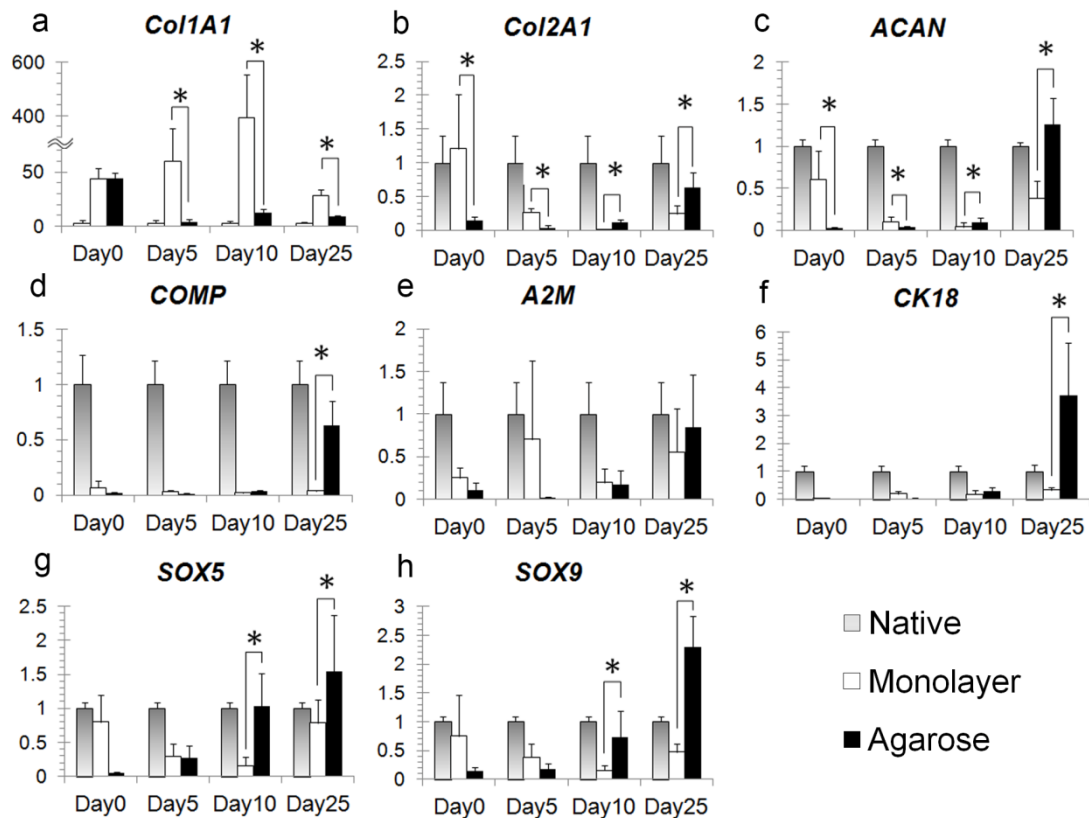 a Col1A1
600
400
50
0
* * *
Day0 Day5 Day10 Day25
b Col2A1
2.5
2
1.5
1
0.5
0
* * * *
Day0 Day5 Day10 Day25
c ACAN
2
1.5
1
0.5
0
* * * *
Day0 Day5 Day10 Day25
d COMP
1.5
1
0.5
0
*
Day0 Day5 Day10 Day25
e A2M
2
1.5
1
0.5
0
Day0 Day5 Day10 Day25
f CK18
6
5
4
3
2
1
0
*
Day0 Day5 Day10 Day25
g SOX5
2.5
2
1.5
1
0.5
0
* *
Day0 Day5 Day10 Day25
h SOX9
3
2.5
2
1.5
1
0.5
0
* *
Day0 Day5 Day10 Day25
Native
Monolayer
Agarose